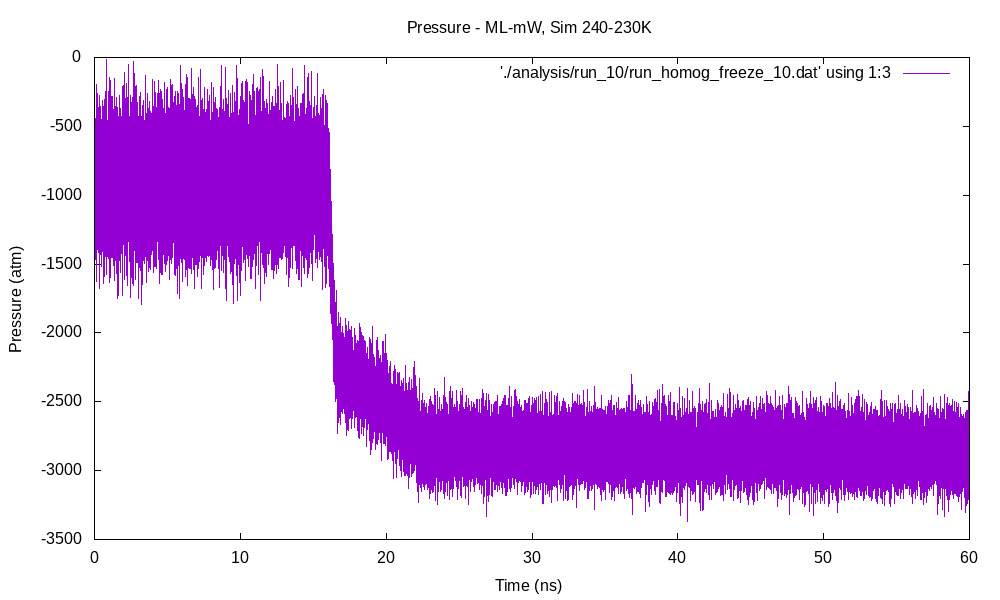 Pressure - ML-mW, Sim 240-230K
'./analysis/run_10/run_homog_freeze_10.dat' using 1:3
0
-500
-1000
-1500
-2000
-2500
-3000
-3500
Pressure (atm)
0 10 20 30 40 50 60
Time (ns)